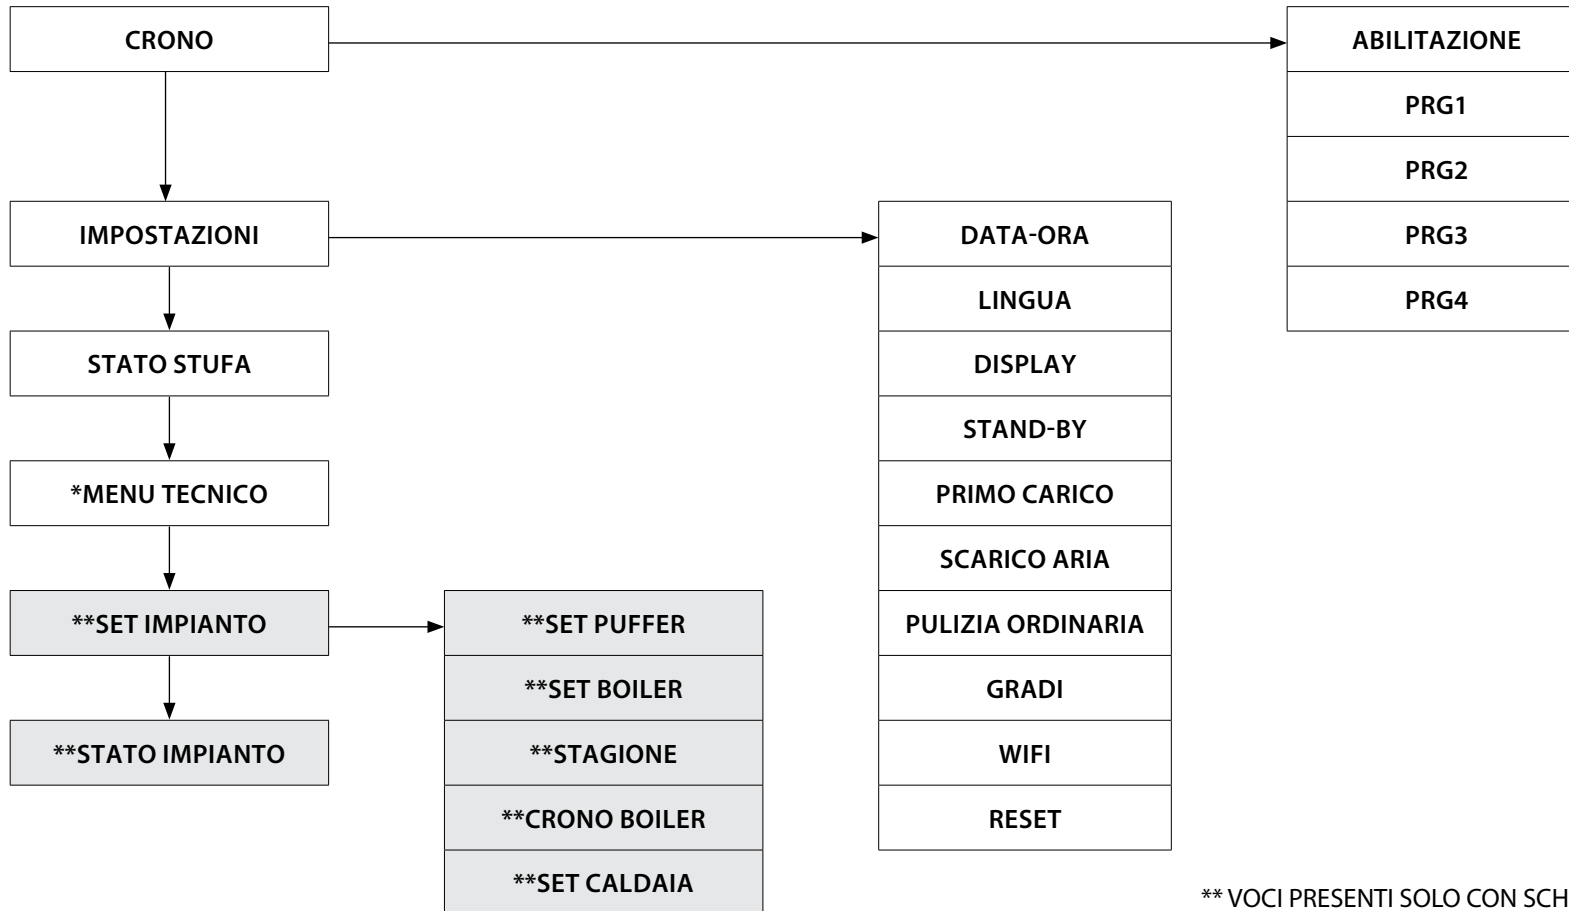 CRONO
ABILITAZIONE
PRG1
PRG2
PRG3
PRG4
IMPOSTAZIONI
DATA-ORA
LINGUA
DISPLAY
STAND-BY
PRIMO CARICO
SCARICO ARIA
PULIZIA ORDINARIA
GRADI
WIFI
RESET
STATO STUFA
*MENU TECNICO
**SET IMPIANTO
**SET PUFFER
**SET BOILER
**STAGIONE
**CRONO BOILER
**SET CALDAIA
**STATO IMPIANTO
** VOCI PRESENTI SOLO CON SCH